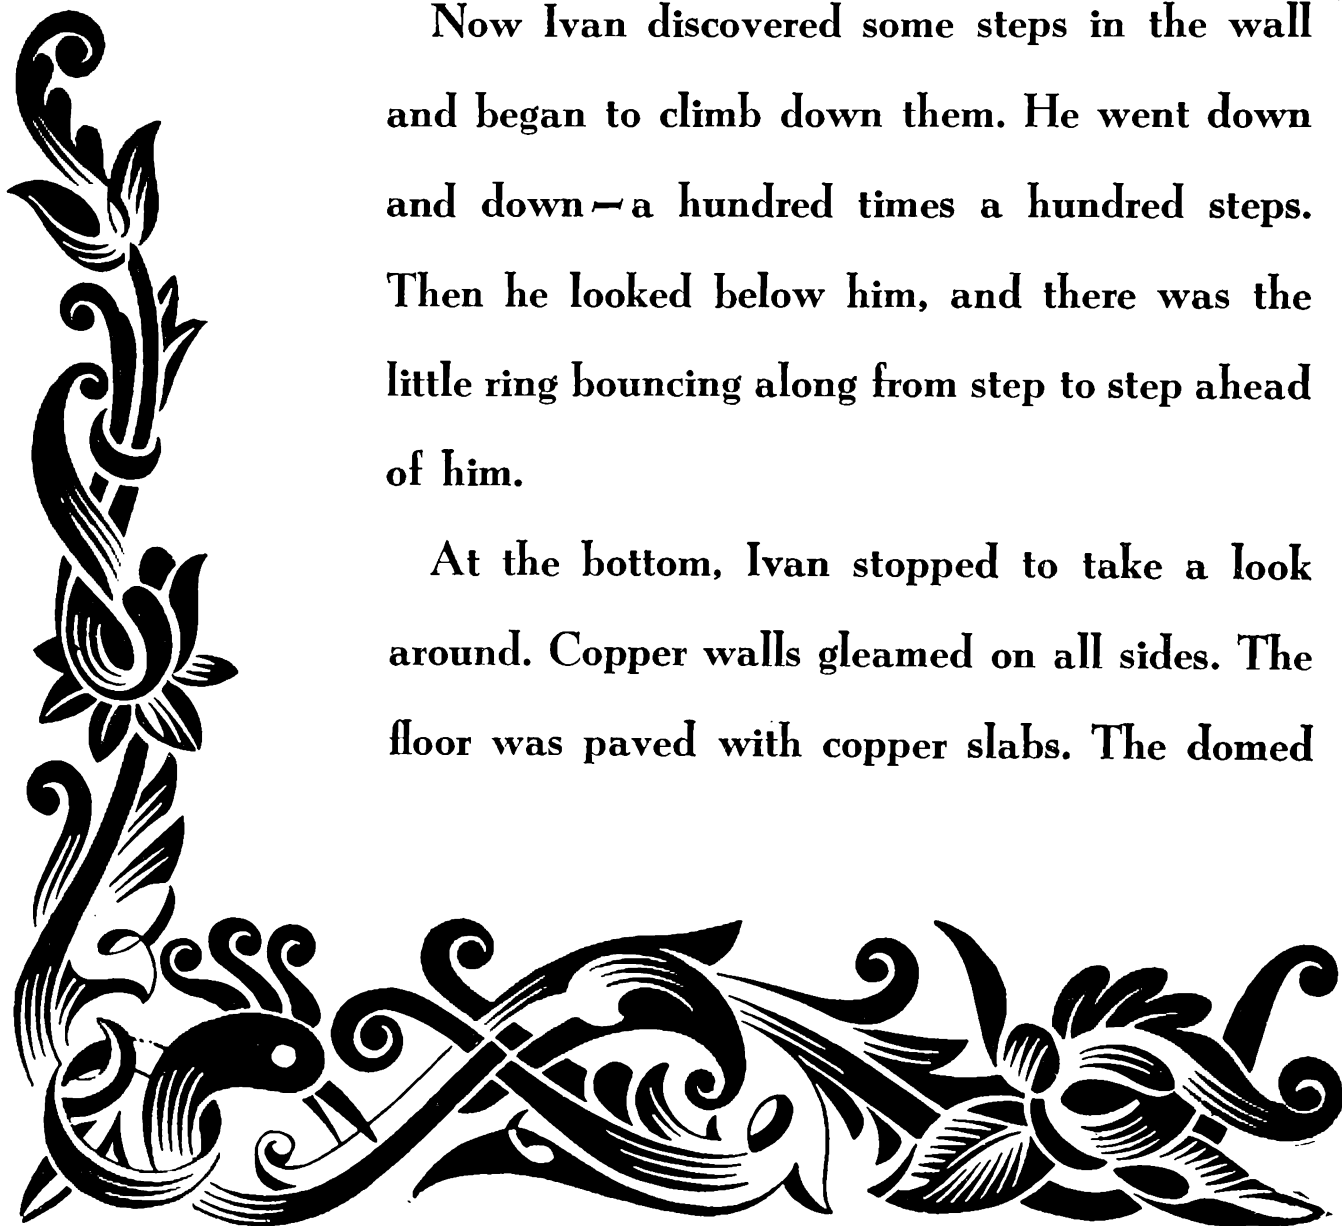 Now Ivan discovered some steps in the wall
and began to climb down them. He went down
and down—a hundred times a hundred steps.
Then he looked below him, and there was the
little ring bouncing along from step to step ahead
of him.
At the bottom, Ivan stopped to take a look
around. Copper walls gleamed on all sides. The
floor was paved with copper slabs. The domed